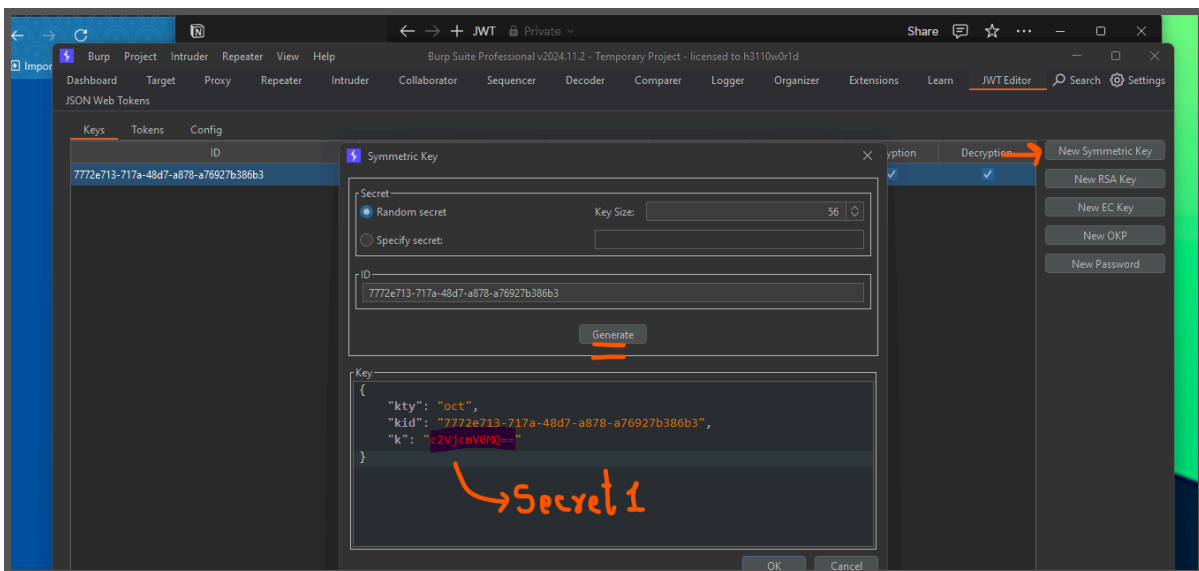 JWT Private Share
Import
Burp Project Intruder Repeater View Help Burp Suite Professional v2024.11.2 - Temporary Project - licensed to h3110w0r1d
Dashboard Target Proxy Repeater Intruder Collaborator Sequencer Decoder Comparer Logger Organizer Extensions Learn JWT Editor Search Settings
JSON Web Tokens
Keys Tokens Config
ID yption Decryption New Symmetric Key
7772e713-717a-48d7-a878-a76927b386b3
New RSA Key
New EC Key
New OKP
New Password
Symmetric Key
Secret
Random secret Key Size: 56
Specify secret:
ID
7772e713-717a-48d7-a878-a76927b386b3
Generate
Key
{
"kty": "oct",
"kid": "7772e713-717a-48d7-a878-a76927b386b3",
"k": "c2VjcmV0MQ=="
}
Secret 1
OK Cancel